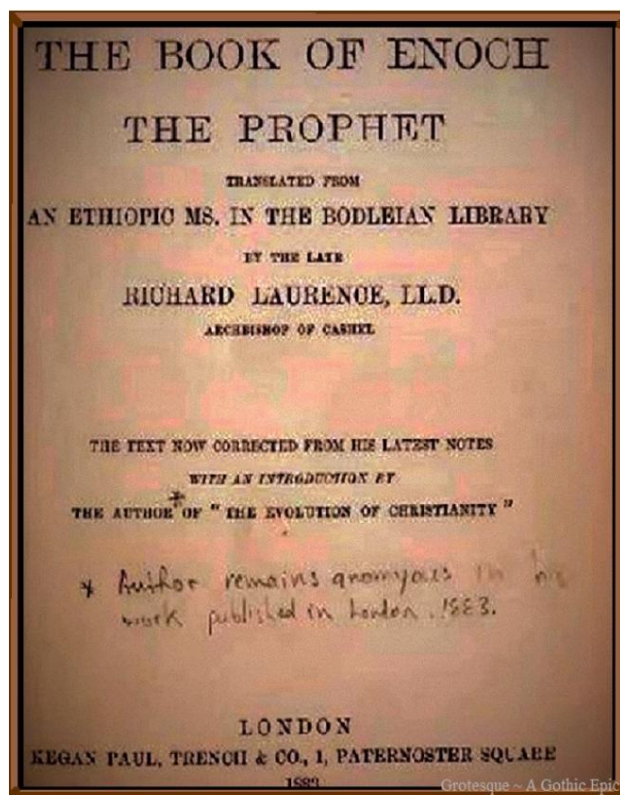 THE BOOK OF ENOCH
THE PROPHET
TRANSLATED FROM
AN ETHIOPIC MS. IN THE BODLEIAN LIBRARY
BY THE LATE
RICHARD LAURENCE, LL.D.
ARCHBISHOP OF CASHEL
THE TEXT NOW CORRECTED FROM HIS LATEST NOTES
WITH AN INTRODUCTION BY
THE AUTHOR * OF "THE EVOLUTION OF CHRISTIANITY"
* Author remains anomyous in his
work published in London. 1883.
LONDON
KEGAN PAUL, TRENCH & CO., 1, PATERNOSTER SQUARE
Grotesque ~ A Gothic Epic